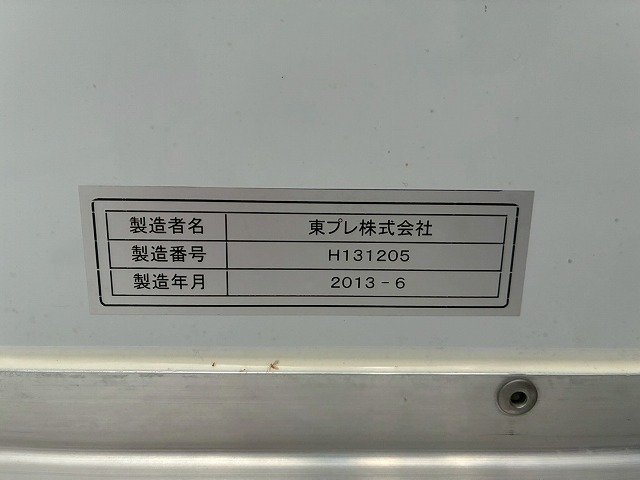 製造者名 東プレ株式会社
製造番号 H131205
製造年月 2013-6